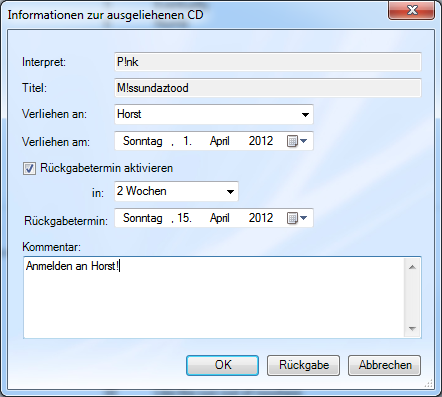 Informationen zur ausgeliehenen CD
Interpret: P!nk
Titel: M!ssundaztood
Verliehen an: Horst
Verliehen am: Sonntag , 1. April 2012
Rückgabetermin aktivieren
in: 2 Wochen
Rückgabetermin: Sonntag , 15. April 2012
Kommentar:
Anmelden an Horst!
OK Rückgabe Abbrechen